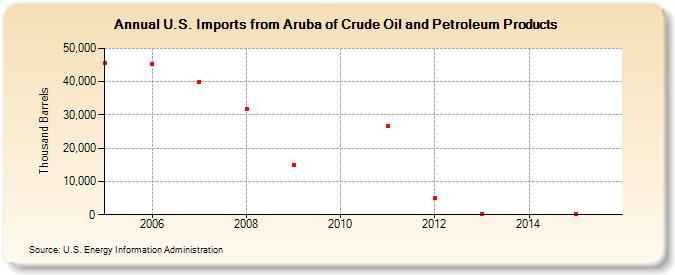 Annual U.S. Imports from Aruba of Crude Oil and Petroleum Products
Thousand Barrels
50,000
40,000
30,000
20,000
10,000
0
2006 2008 2010 2012 2014
Source: U.S. Energy Information Administration